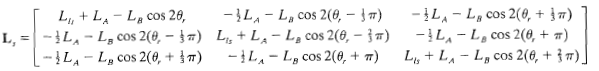 L_s = [ L_ls + L_A − L_B cos 2θ_r    −½L_A − L_B cos 2(θ_r − ⅓π)    −½L_A − L_B cos 2(θ_r + ⅓π)
−½L_A − L_B cos 2(θ_r − ⅓π)    L_ls + L_A − L_B cos 2(θ_r − ⅔π)    −½L_A − L_B cos 2(θ_r + π)
−½L_A − L_B cos 2(θ_r + ⅓π)    −½L_A − L_B cos 2(θ_r + π)    L_ls + L_A − L_B cos 2(θ_r + ⅔π) ]